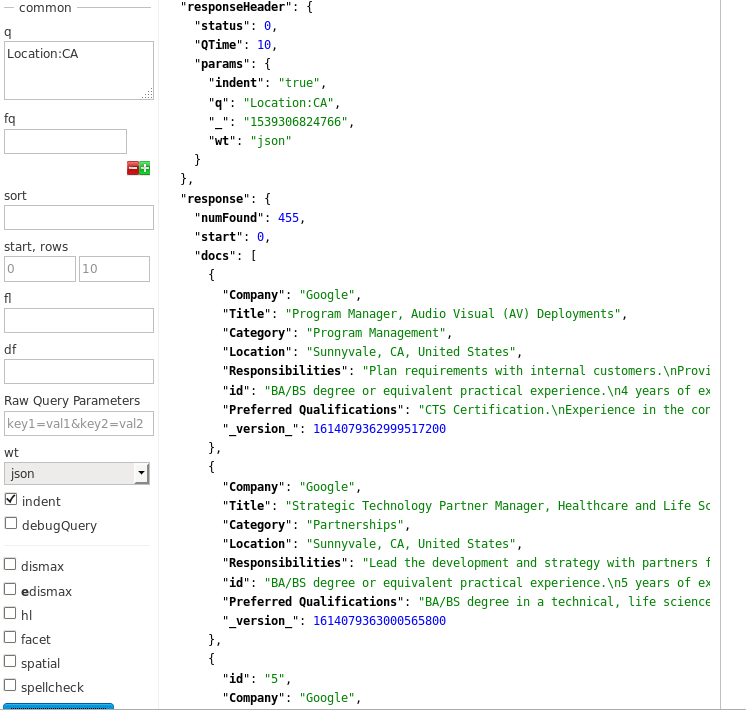 common
q
Location:CA
fq
sort
start, rows
0 10
fl
df
Raw Query Parameters
key1=val1&key2=val2
wt
json
indent
debugQuery
dismax
edismax
hl
facet
spatial
spellcheck
"responseHeader": {
"status": 0,
"QTime": 10,
"params": {
"indent": "true",
"q": "Location:CA",
"_": "1539306824766",
"wt": "json"
}
},
"response": {
"numFound": 455,
"start": 0,
"docs": [
{
"Company": "Google",
"Title": "Program Manager, Audio Visual (AV) Deployments",
"Category": "Program Management",
"Location": "Sunnyvale, CA, United States",
"Responsibilities": "Plan requirements with internal customers.\nProvi
"id": "BA/BS degree or equivalent practical experience.\n4 years of ex
"Preferred Qualifications": "CTS Certification.\nExperience in the con
"_version_": 1614079362999517200
},
{
"Company": "Google",
"Title": "Strategic Technology Partner Manager, Healthcare and Life Sc
"Category": "Partnerships",
"Location": "Sunnyvale, CA, United States",
"Responsibilities": "Lead the development and strategy with partners f
"id": "BA/BS degree or equivalent practical experience.\n5 years of ex
"Preferred Qualifications": "BA/BS degree in a technical, life science
"_version_": 1614079363000565800
},
{
"id": "5",
"Company": "Google",